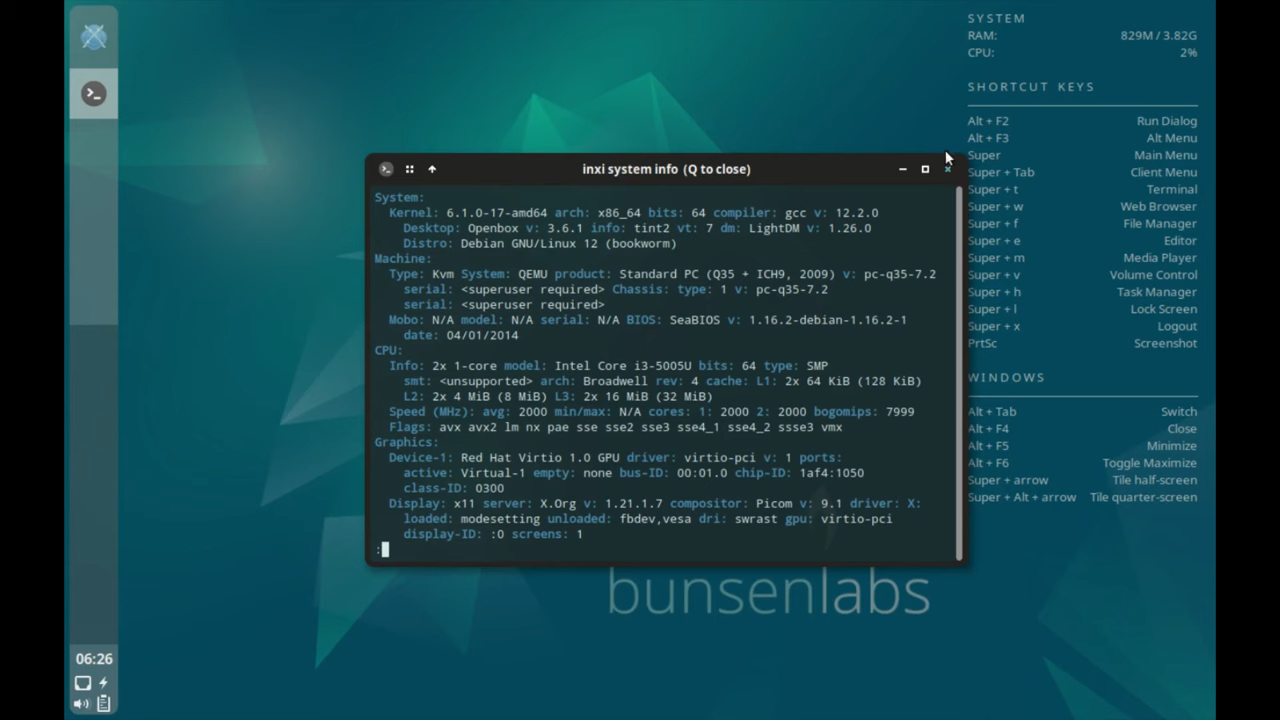 SYSTEM
RAM: 829M / 3.82G
CPU: 2%
SHORTCUT KEYS
Alt + F2 Run Dialog
Alt + F3 Alt Menu
Super Main Menu
Super + Tab Client Menu
Super + t Terminal
Super + w Web Browser
Super + f File Manager
Super + e Editor
Super + m Media Player
Super + v Volume Control
Super + h Task Manager
Super + l Lock Screen
Super + x Logout
PrtSc Screenshot
WINDOWS
Alt + Tab Switch
Alt + F4 Close
Alt + F5 Minimize
Alt + F6 Toggle Maximize
Super + arrow Tile half-screen
Super + Alt + arrow Tile quarter-screen
inxi system info (Q to close)
System:
Kernel: 6.1.0-17-amd64 arch: x86_64 bits: 64 compiler: gcc v: 12.2.0
Desktop: Openbox v: 3.6.1 info: tint2 vt: 7 dm: LightDM v: 1.26.0
Distro: Debian GNU/Linux 12 (bookworm)
Machine:
Type: Kvm System: QEMU product: Standard PC (Q35 + ICH9, 2009) v: pc-q35-7.2
serial: <superuser required> Chassis: type: 1 v: pc-q35-7.2
serial: <superuser required>
Mobo: N/A model: N/A serial: N/A BIOS: SeaBIOS v: 1.16.2-debian-1.16.2-1
date: 04/01/2014
CPU:
Info: 2x 1-core model: Intel Core i3-5005U bits: 64 type: SMP
smt: <unsupported> arch: Broadwell rev: 4 cache: L1: 2x 64 KiB (128 KiB)
L2: 2x 4 MiB (8 MiB) L3: 2x 16 MiB (32 MiB)
Speed (MHz): avg: 2000 min/max: N/A cores: 1: 2000 2: 2000 bogomips: 7999
Flags: avx avx2 lm nx pae sse sse2 sse3 sse4_1 sse4_2 ssse3 vmx
Graphics:
Device-1: Red Hat Virtio 1.0 GPU driver: virtio-pci v: 1 ports:
active: Virtual-1 empty: none bus-ID: 00:01.0 chip-ID: 1af4:1050
class-ID: 0300
Display: x11 server: X.Org v: 1.21.1.7 compositor: Picom v: 9.1 driver: X:
loaded: modesetting unloaded: fbdev,vesa dri: swrast gpu: virtio-pci
display-ID: :0 screens: 1
:
bunsenlabs
06:26